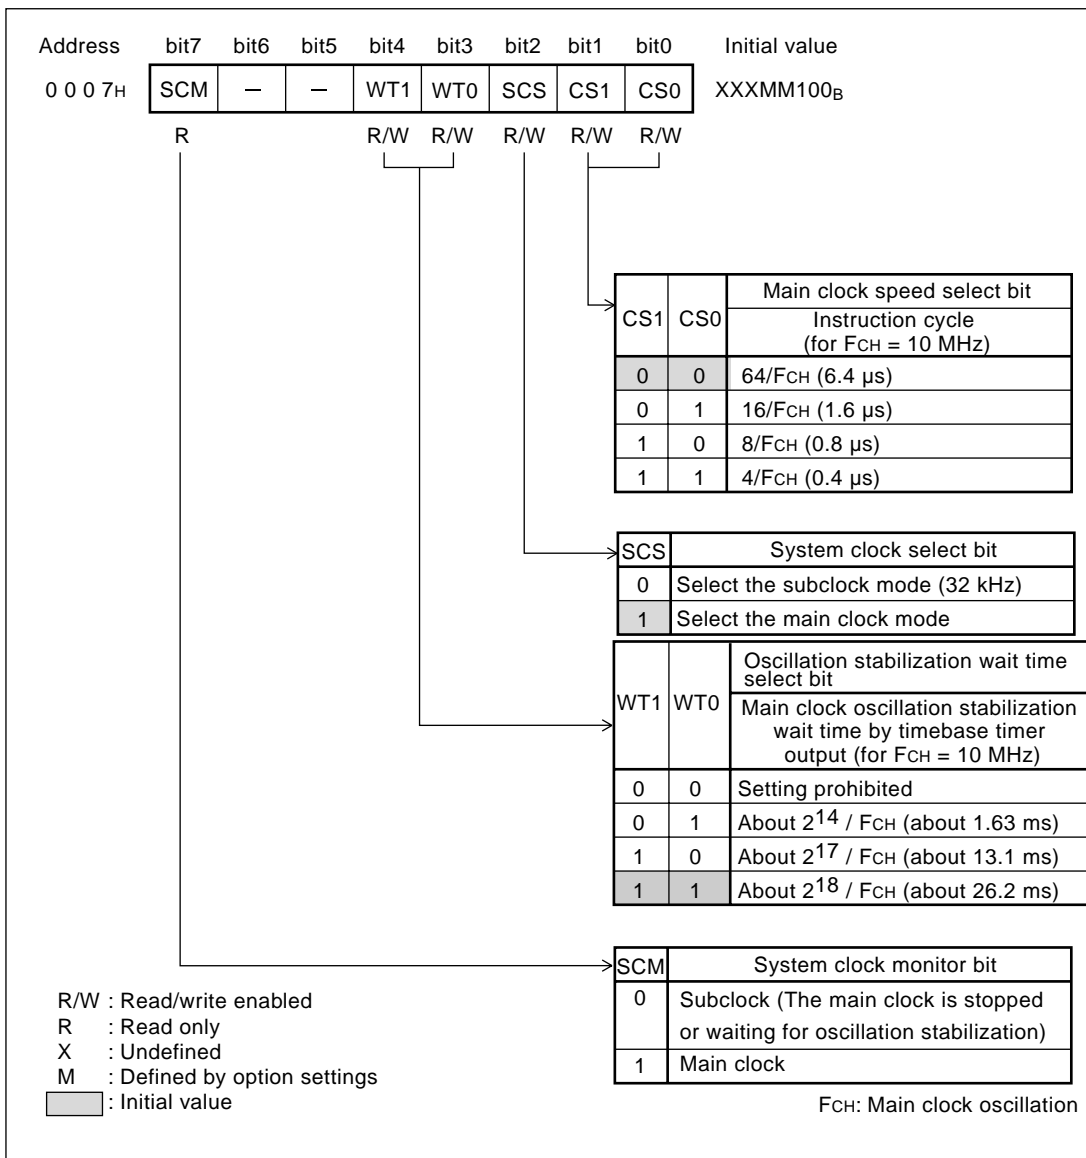 Address bit7 bit6 bit5 bit4 bit3 bit2 bit1 bit0 Initial value
0 0 0 7H SCM — — WT1 WT0 SCS CS1 CS0 XXXMM100B
R R/W R/W R/W R/W R/W
CS1 CS0 Main clock speed select bit
Instruction cycle
(for FCH = 10 MHz)
0 0 64/FCH (6.4 µs)
0 1 16/FCH (1.6 µs)
1 0 8/FCH (0.8 µs)
1 1 4/FCH (0.4 µs)
SCS System clock select bit
0 Select the subclock mode (32 kHz)
1 Select the main clock mode
WT1 WT0 Oscillation stabilization wait time
select bit
Main clock oscillation stabilization
wait time by timebase timer
output (for FCH = 10 MHz)
0 0 Setting prohibited
0 1 About 2^14 / FCH (about 1.63 ms)
1 0 About 2^17 / FCH (about 13.1 ms)
1 1 About 2^18 / FCH (about 26.2 ms)
SCM System clock monitor bit
0 Subclock (The main clock is stopped
or waiting for oscillation stabilization)
1 Main clock
R/W : Read/write enabled
R : Read only
X : Undefined
M : Defined by option settings
: Initial value
FCH: Main clock oscillation